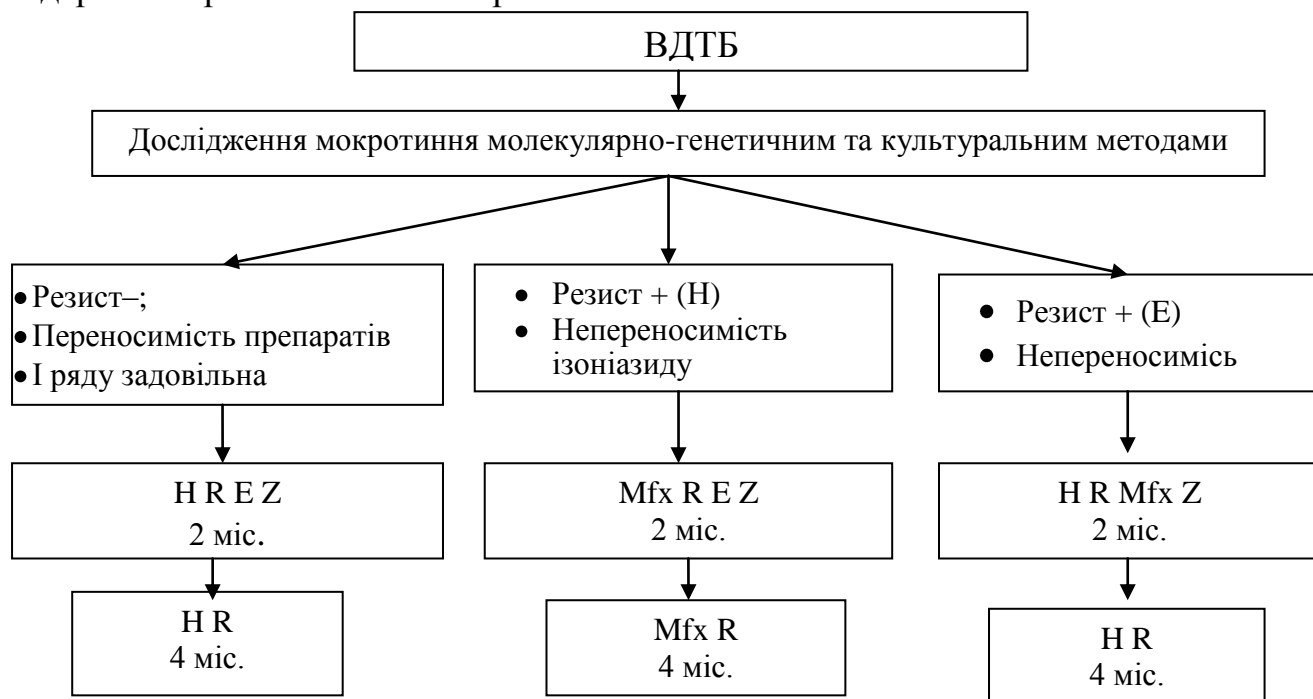 ВДТБ
Дослідження мокротиння молекулярно-генетичним та культуральним методами
•Резист–;
•Переносимість препаратів
•І ряду задовільна
• Резист + (Н)
• Непереносимість
ізоніазиду
• Резист + (Е)
• Непереносимісь
H R E Z
2 міс.
Mfx R E Z
2 міс.
H R Mfx Z
2 міс.
H R
4 міс.
Mfx R
4 міс.
H R
4 міс.